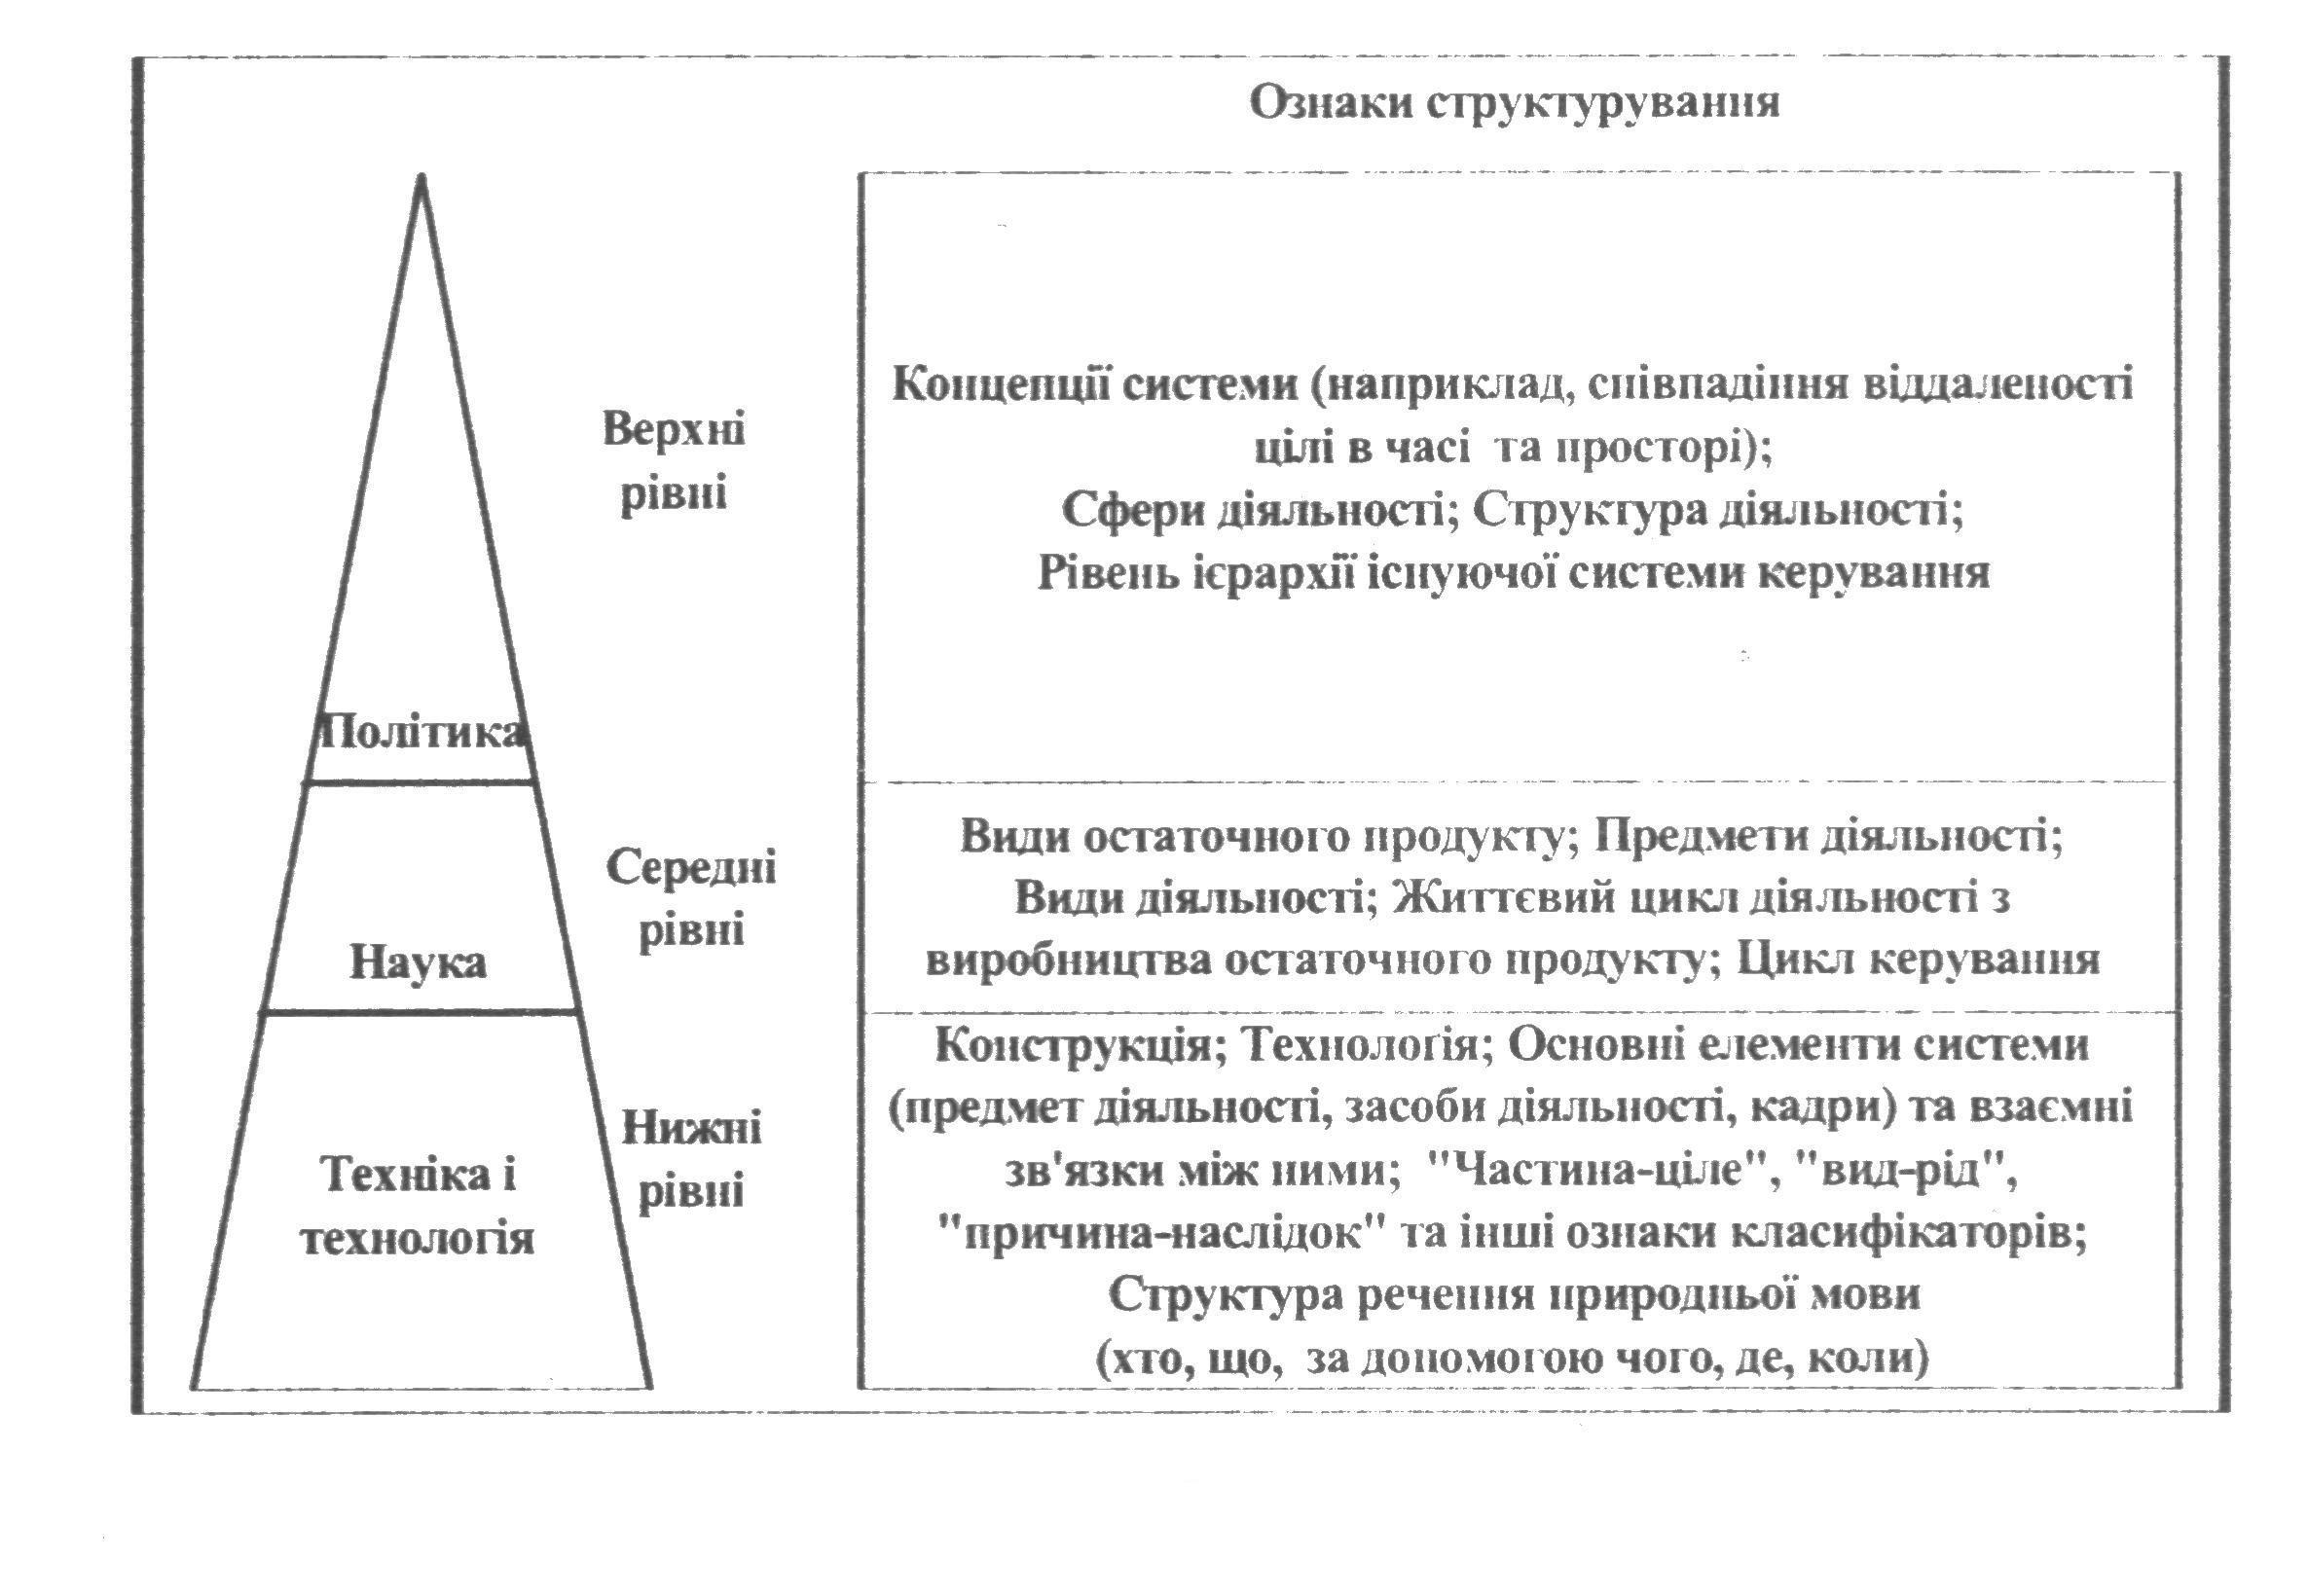 Ознаки структурування
Верхні
рівні
Концепції системи (наприклад, співпадіння віддаленості
цілі в часі та просторі);
Сфери діяльності; Структура діяльності;
Рівень ієрархії існуючої системи керування
Політика
Середні
рівні
Наука
Види остаточного продукту; Предмети діяльності;
Види діяльності; Життєвий цикл діяльності з
виробництва остаточного продукту; Цикл керування
Нижні
рівні
Техніка і
технологія
Конструкція; Технологія; Основні елементи системи
(предмет діяльності, засоби діяльності, кадри) та взаємні
зв'язки між ними; "Частина-ціле", "вид-рід",
"причина-наслідок" та інші ознаки класифікаторів;
Структура речення природньої мови
(хто, що, за допомогою чого, де, коли)